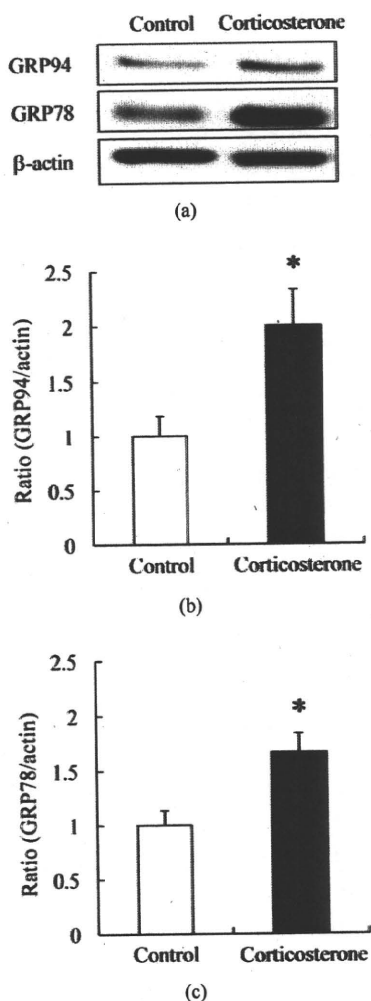 Control Corticosterone
GRP94
GRP78
β-actin
(a)
*
2.5
2
1.5
1
0.5
0
Ratio (GRP94/actin)
Control Corticosterone
(b)
*
2.5
2
1.5
1
0.5
0
Ratio (GRP78/actin)
Control Corticosterone
(c)